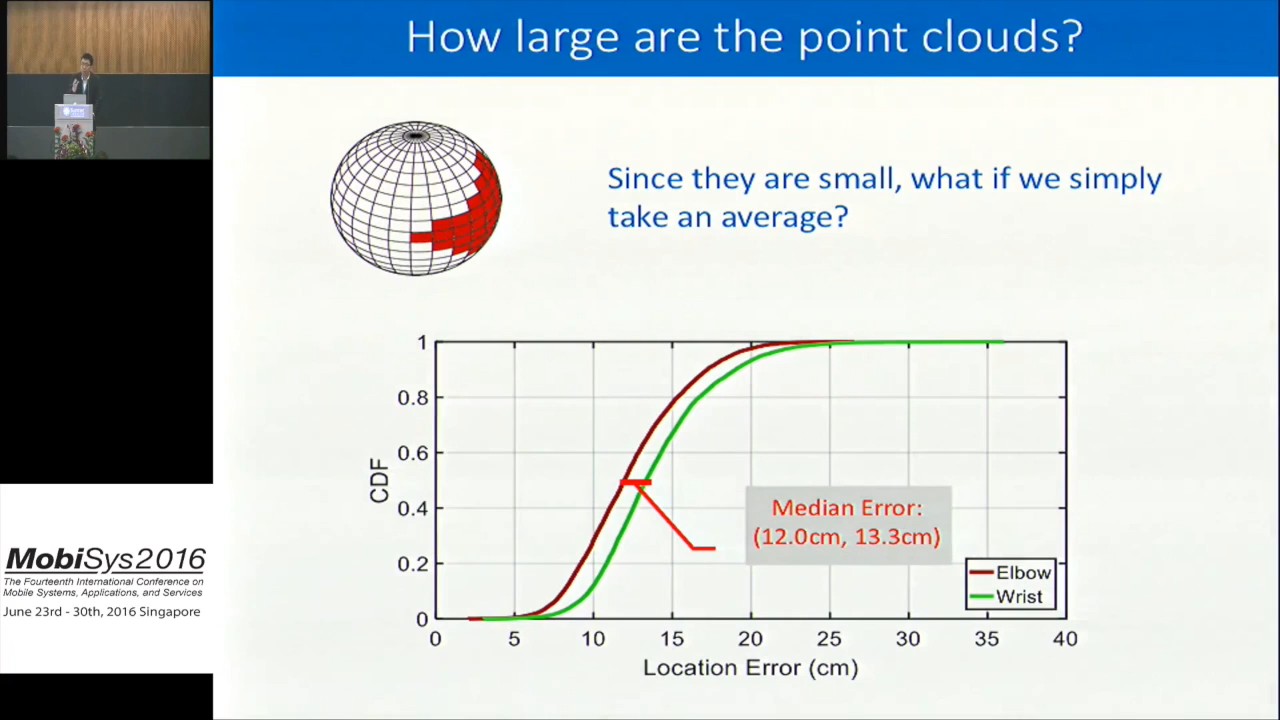 How large are the point clouds?
Since they are small, what if we simply
take an average?
1
0.8
0.6
0.4
0.2
0
CDF
0
5
10
15
20
25
30
35
40
Location Error (cm)
Median Error:
(12.0cm, 13.3cm)
Elbow
Wrist
MobiSys2016
The Fourteenth International Conference on
Mobile Systems, Applications, and Services
June 23rd - 30th, 2016 Singapore